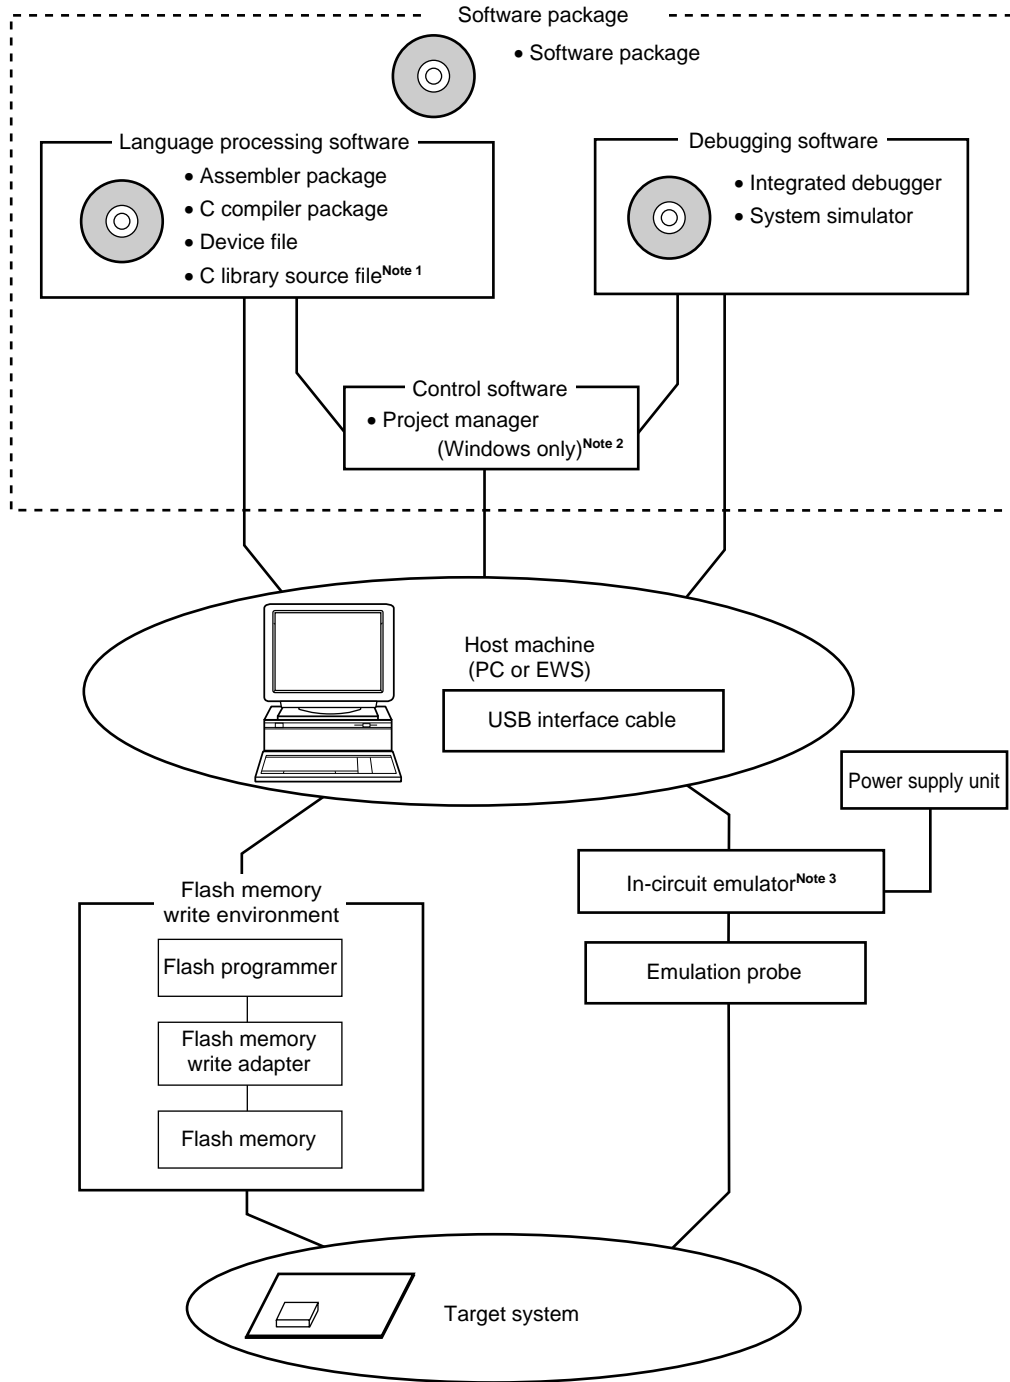 Software package
• Software package
Language processing software
• Assembler package
• C compiler package
• Device file
• C library source fileNote 1
Debugging software
• Integrated debugger
• System simulator
Control software
• Project manager
(Windows only)Note 2
Host machine
(PC or EWS)
USB interface cable
Power supply unit
In-circuit emulatorNote 3
Emulation probe
Flash memory
write environment
Flash programmer
Flash memory
write adapter
Flash memory
Target system